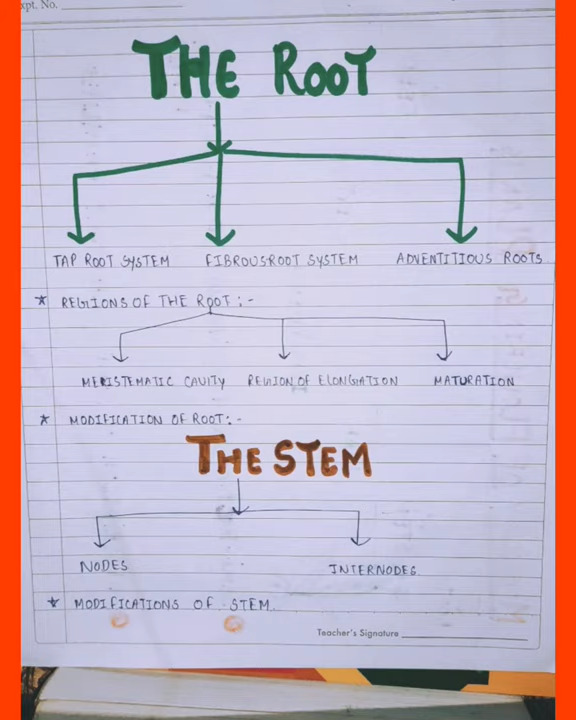 xpt. No.
THE ROOT
TAP ROOT SYSTEM FIBROUSROOT SYSTEM ADVENTITIOUS ROOTS
* REGIONS OF THE ROOT :-
MERISTEMATIC CAVITY REGION OF ELONGATION MATURATION
* MODIFICATION OF ROOT:-
THE STEM
NODES INTERNODES
* MODIFICATIONS OF STEM
Teacher's Signature